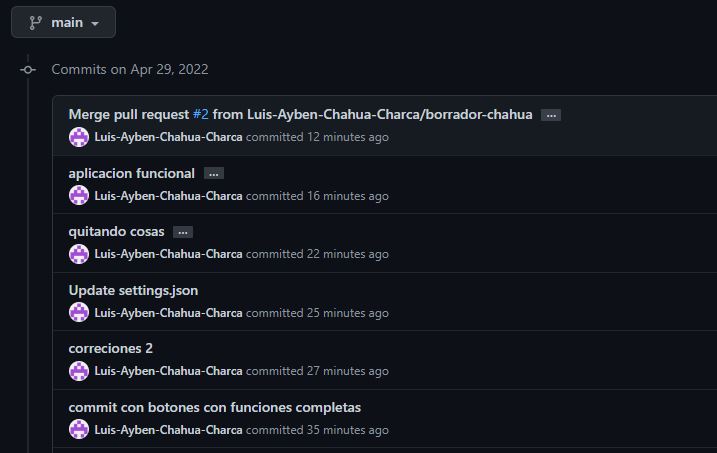 main
Commits on Apr 29, 2022
Merge pull request #2 from Luis-Ayben-Chahua-Charca/borrador-chahua ...
Luis-Ayben-Chahua-Charca committed 12 minutes ago
aplicacion funcional ...
Luis-Ayben-Chahua-Charca committed 16 minutes ago
quitando cosas ...
Luis-Ayben-Chahua-Charca committed 22 minutes ago
Update settings.json
Luis-Ayben-Chahua-Charca committed 25 minutes ago
correciones 2
Luis-Ayben-Chahua-Charca committed 27 minutes ago
commit con botones con funciones completas
Luis-Ayben-Chahua-Charca committed 35 minutes ago